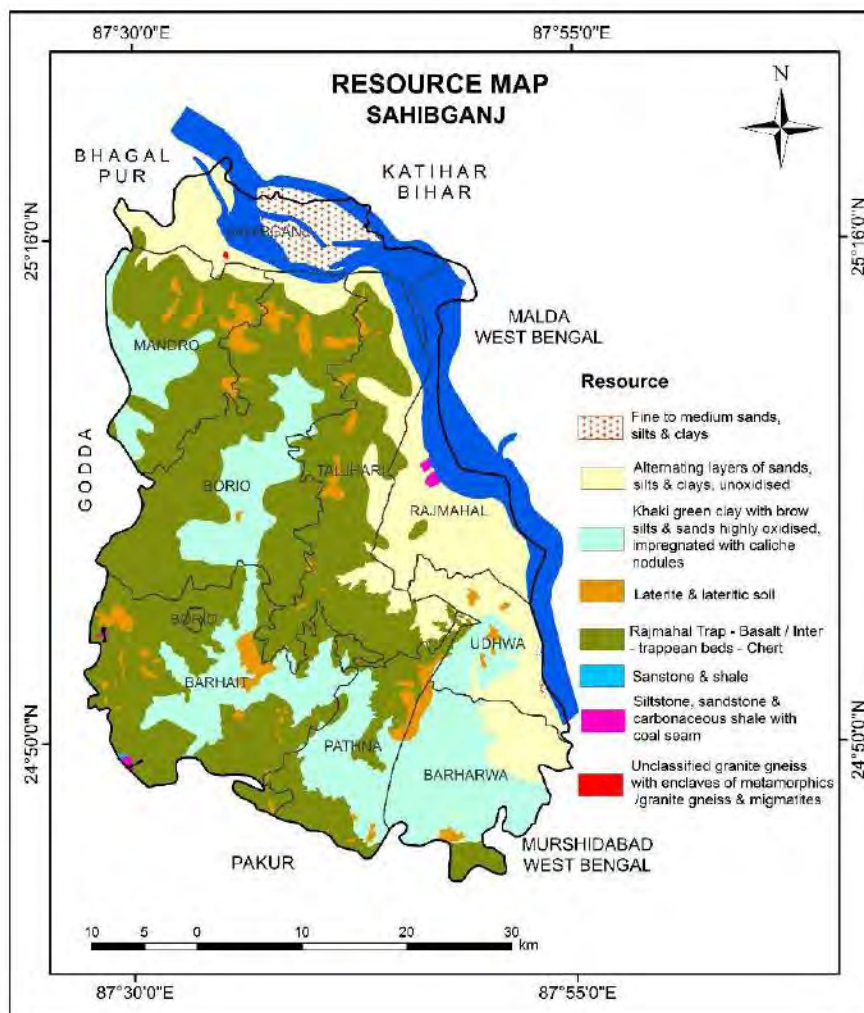 87°30'0"E
87°55'0"E
RESOURCE MAP
SAHIBGANJ
N
BHAGAL
PUR
KATIHAR
BIHAR
25°16'0"N
25°16'0"N
MALDA
WEST BENGAL
MANDRO
GODDA
BORIO
TALJHARI
RAJMAHAL
BORIO
UDHWA
BARHAIT
PATHNA
BARHARWA
24°50'0"N
24°50'0"N
PAKUR
MURSHIDABAD
WEST BENGAL
Resource
Fine to medium sands,
silts & clays
Alternating layers of sands,
silts & clays, unoxidised
Khaki green clay with brow
silts & sands highly oxidised,
impregnated with caliche
nodules
Laterite & lateritic soil
Rajmahal Trap - Basalt / Inter
- trappean beds - Chert
Sanstone & shale
Siltstone, sandstone &
carbonaceous shale with
coal seam
Unclassified granite gneiss
with enclaves of metamorphics
/granite gneiss & migmatites
10 5 0 10 20 30
km
87°30'0"E
87°55'0"E